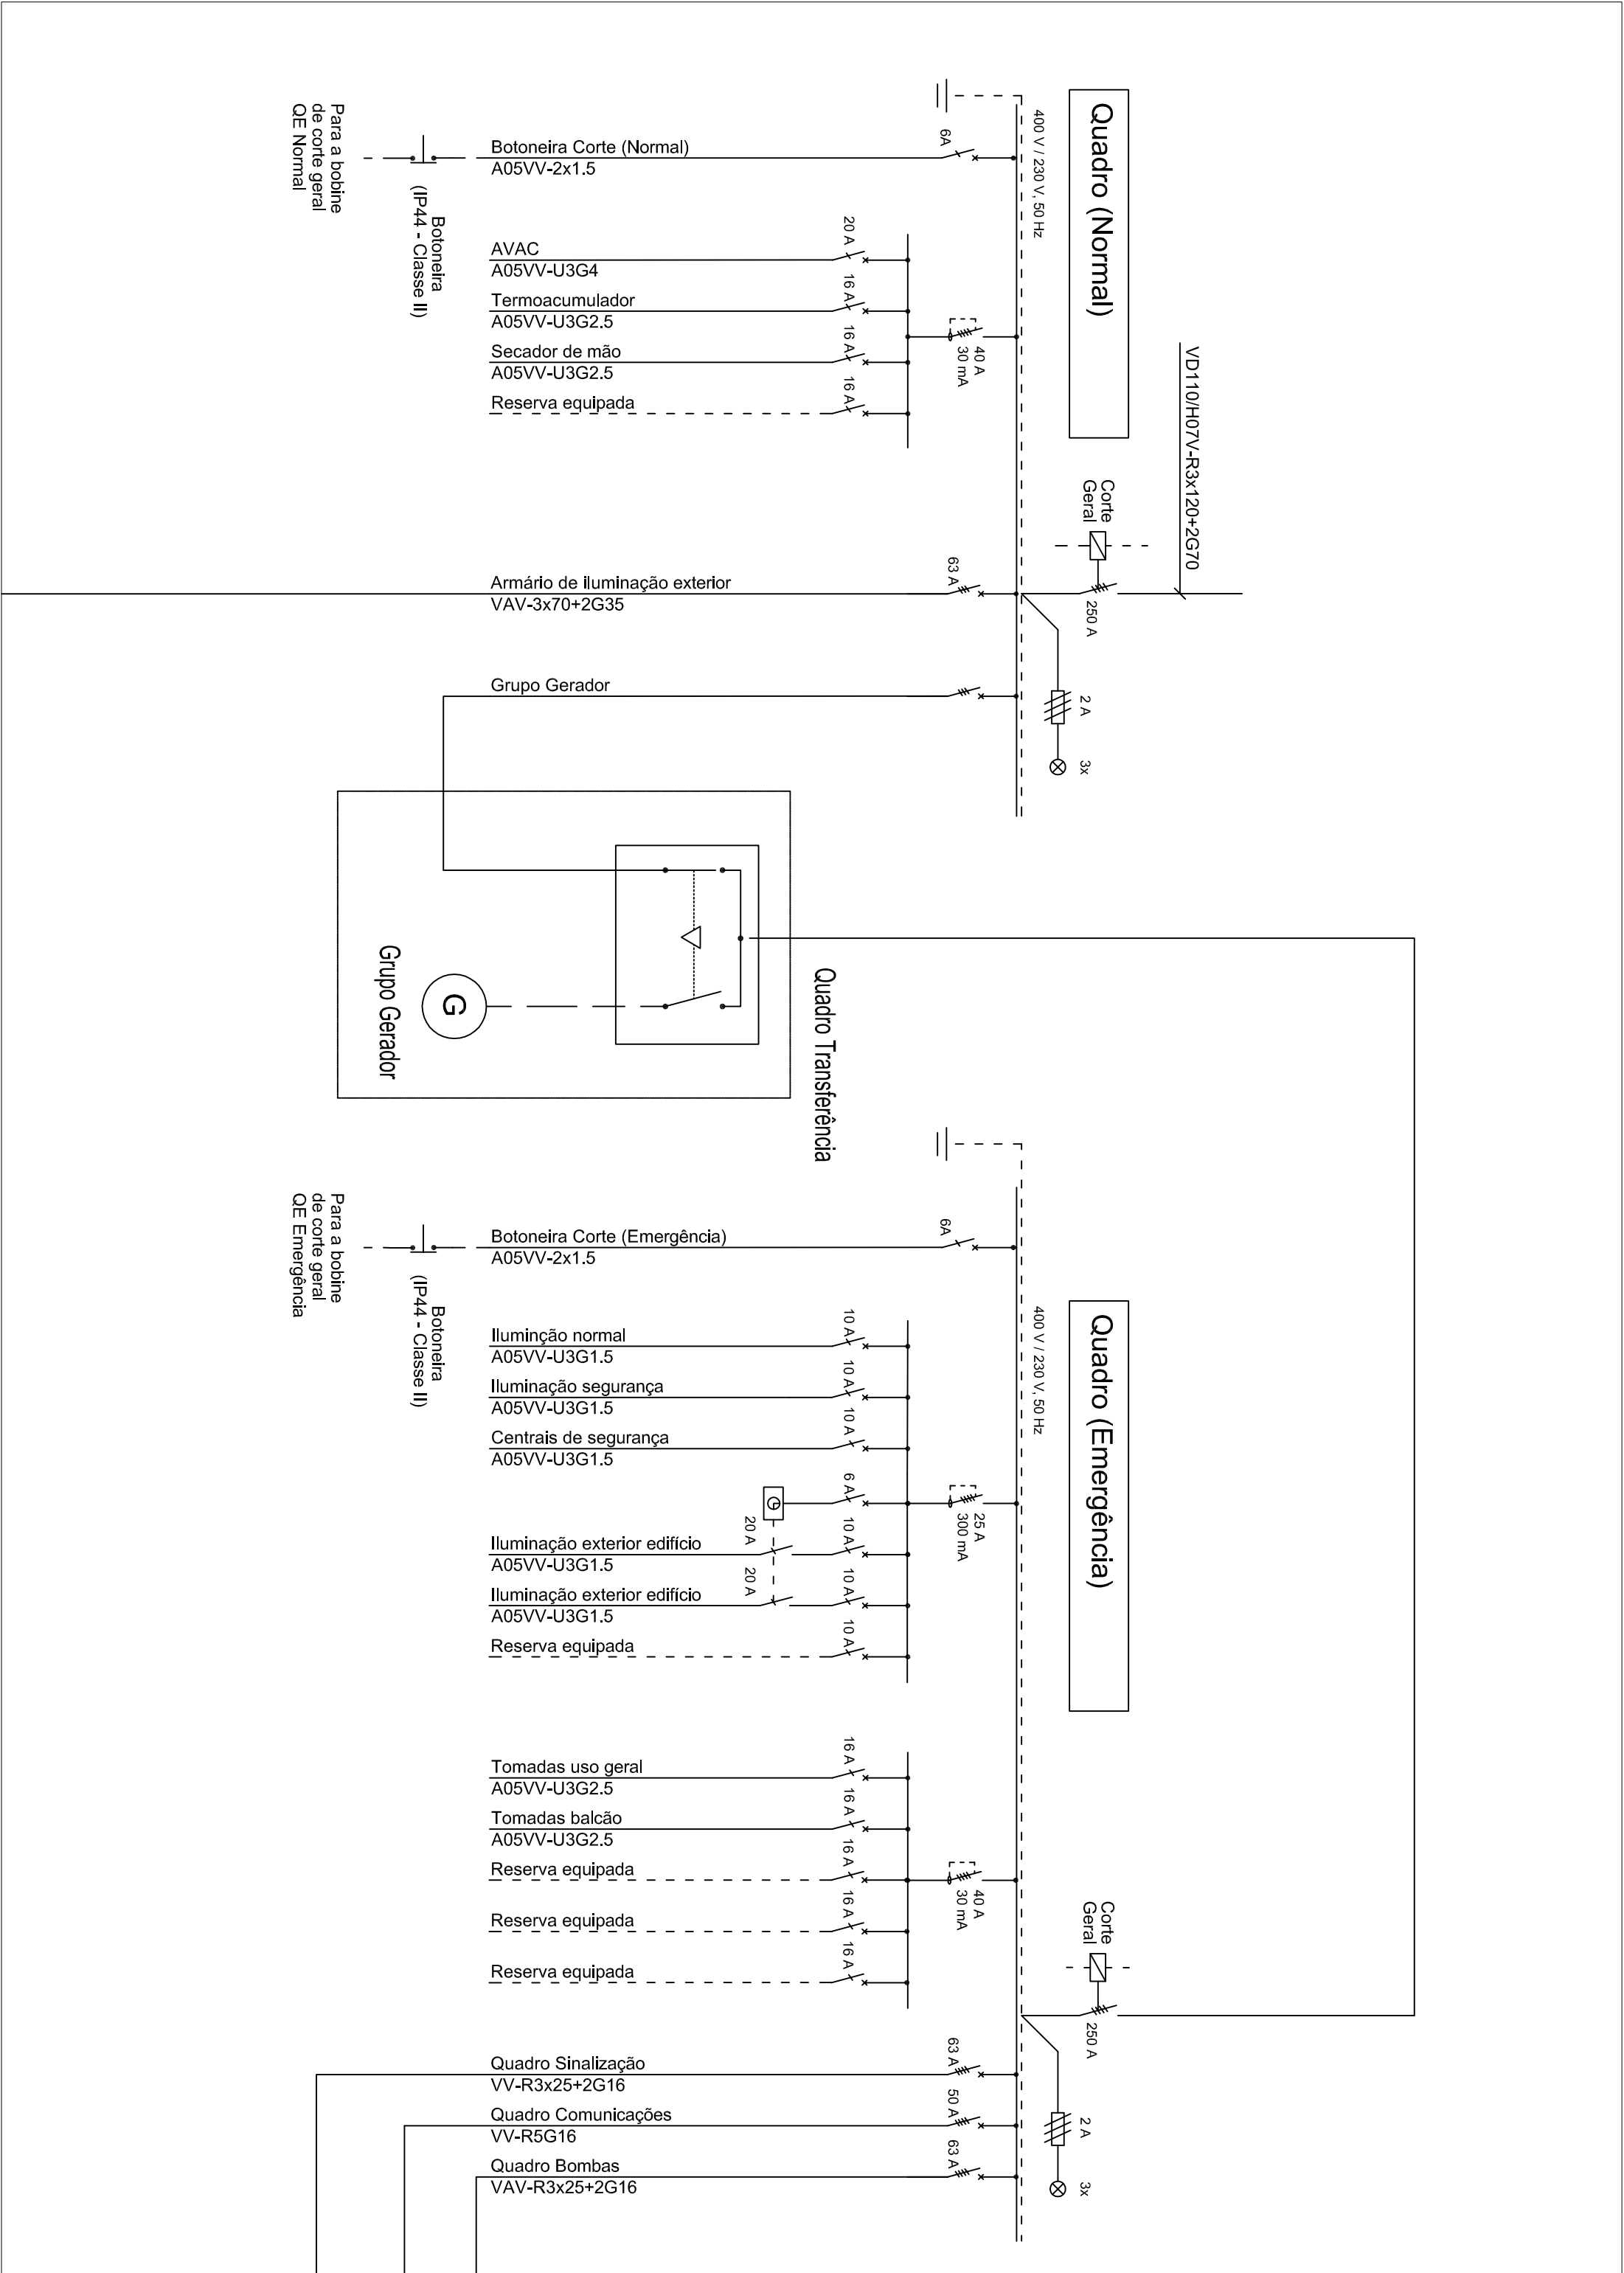 Quadro (Normal)
400 V / 230 V, 50 Hz
VD110/H07V-R3x120+2G70
Corte
Geral
250 A
2 A
3x
6A
Botoneira Corte (Normal)
A05VV-2x1.5
Botoneira
(IP44 - Classe II)
Para a bobine
de corte geral
QE Normal
40 A
30 mA
20 A
AVAC
A05VV-U3G4
16 A
Termoacumulador
A05VV-U3G2.5
16 A
Secador de mão
A05VV-U3G2.5
16 A
Reserva equipada
63 A
Armário de iluminação exterior
VAV-3x70+2G35
Grupo Gerador
Quadro Transferência
G
Grupo Gerador
Quadro (Emergência)
400 V / 230 V, 50 Hz
Corte
Geral
250 A
2 A
3x
6A
Botoneira Corte (Emergência)
A05VV-2x1.5
Botoneira
(IP44 - Classe II)
Para a bobine
de corte geral
QE Emergência
25 A
300 mA
10 A
Iluminção normal
A05VV-U3G1.5
10 A
Iluminação segurança
A05VV-U3G1.5
10 A
Centrais de segurança
A05VV-U3G1.5
6 A
10 A
20 A
Iluminação exterior edifício
A05VV-U3G1.5
10 A
20 A
Iluminação exterior edifício
A05VV-U3G1.5
10 A
Reserva equipada
40 A
30 mA
16 A
Tomadas uso geral
A05VV-U3G2.5
16 A
Tomadas balcão
A05VV-U3G2.5
16 A
Reserva equipada
16 A
Reserva equipada
16 A
Reserva equipada
63 A
Quadro Sinalização
VV-R3x25+2G16
50 A
Quadro Comunicações
VV-R5G16
63 A
Quadro Bombas
VAV-R3x25+2G16